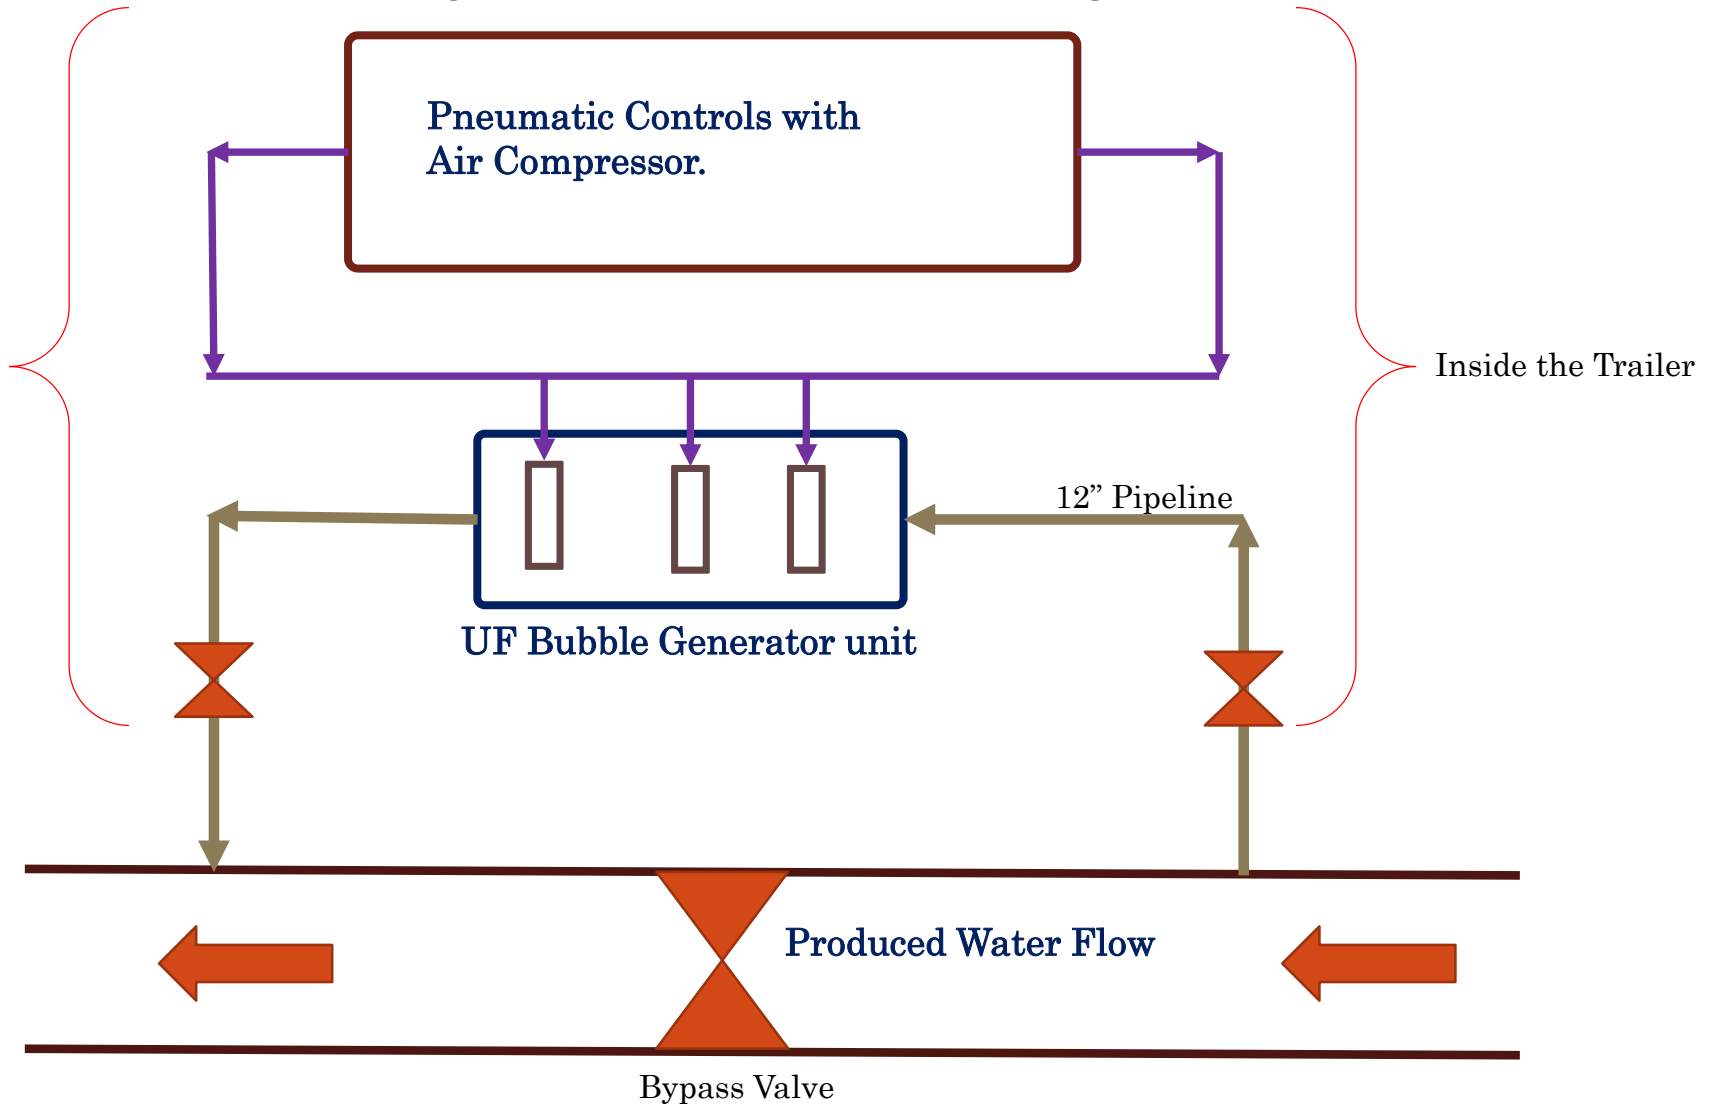 Pneumatic Controls with
Air Compressor.
Inside the Trailer
12” Pipeline
UF Bubble Generator unit
Produced Water Flow
Bypass Valve